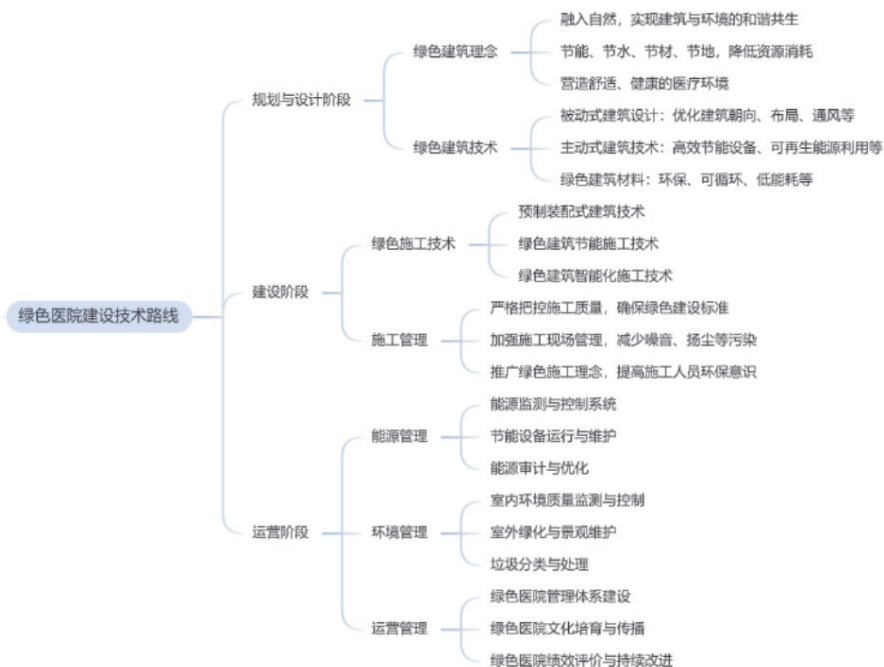 绿色医院建设技术路线
规划与设计阶段
绿色建筑理念
融入自然，实现建筑与环境的和谐共生
节能、节水、节材、节地，降低资源消耗
营造舒适、健康的医疗环境
绿色建筑技术
被动式建筑设计：优化建筑朝向、布局、通风等
主动式建筑技术：高效节能设备、可再生能源利用等
绿色建筑材料：环保、可循环、低能耗等
建设阶段
绿色施工技术
预制装配式建筑技术
绿色建筑节能施工技术
绿色建筑智能化施工技术
施工管理
严格把控施工质量，确保绿色建设标准
加强施工现场管理，减少噪音、扬尘等污染
推广绿色施工理念，提高施工人员环保意识
运营阶段
能源管理
能源监测与控制系统
节能设备运行与维护
能源审计与优化
环境管理
室内环境质量监测与控制
室外绿化与景观维护
垃圾分类与处理
运营管理
绿色医院管理体系建设
绿色医院文化培育与传播
绿色医院绩效评价与持续改进